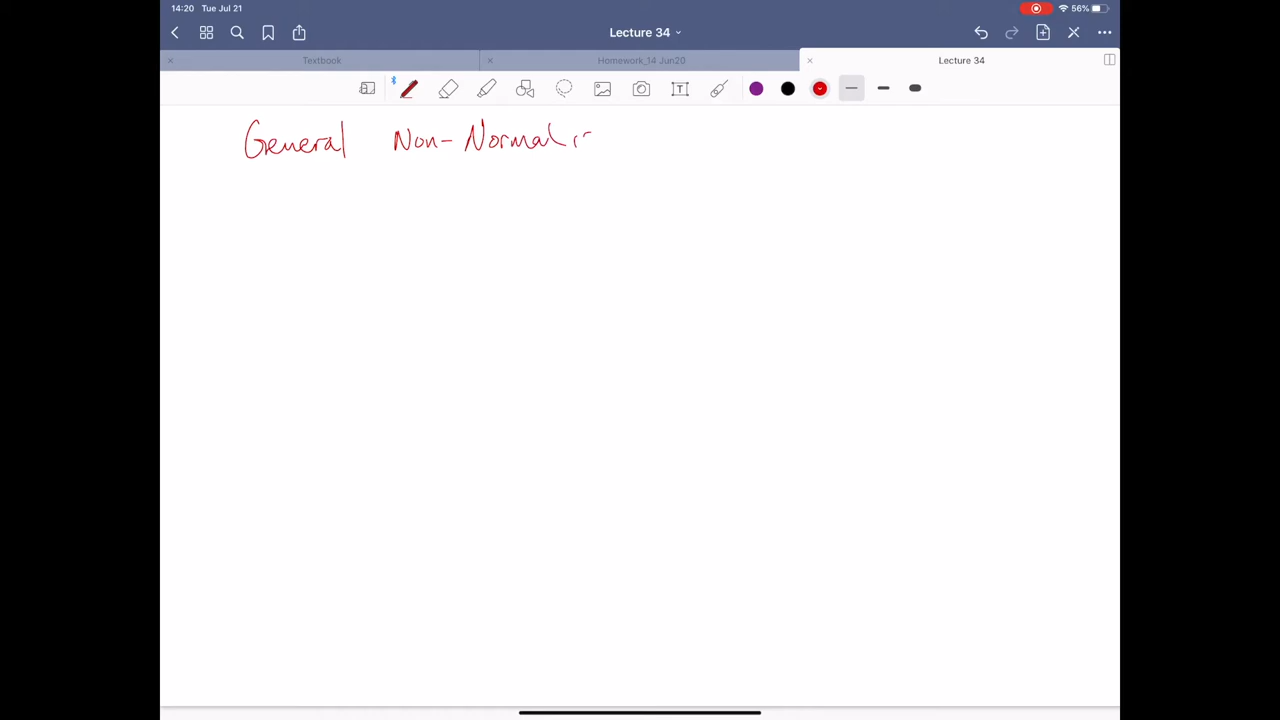 14:20 Tue Jul 21
56%
Lecture 34
Textbook
Homework_14 Jun20
Lecture 34
General Non-Normal